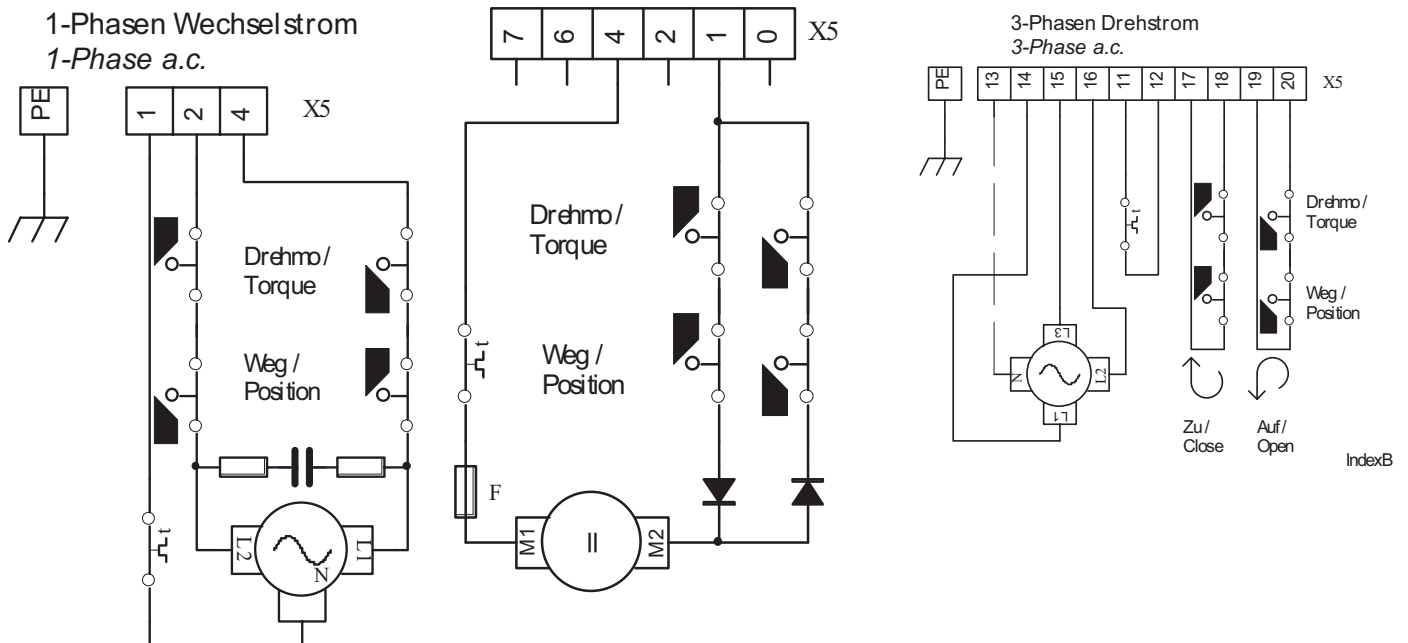 1-Phasen Wechselstrom
1-Phase a.c.
PE
1 2 4 X5
Drehmo/
Torque
Weg/
Position
t
L2 N L1
7 6 4 2 1 0 X5
Drehmo/
Torque
t
Weg/
Position
F
M1 II M2
3-Phasen Drehstrom
3-Phase a.c.
PE
13 14 15 16 11 12 17 18 19 20 X5
t
Drehmo/
Torque
Weg/
Position
L3
N L2
L1
Zu/
Close
Auf/
Open
IndexB